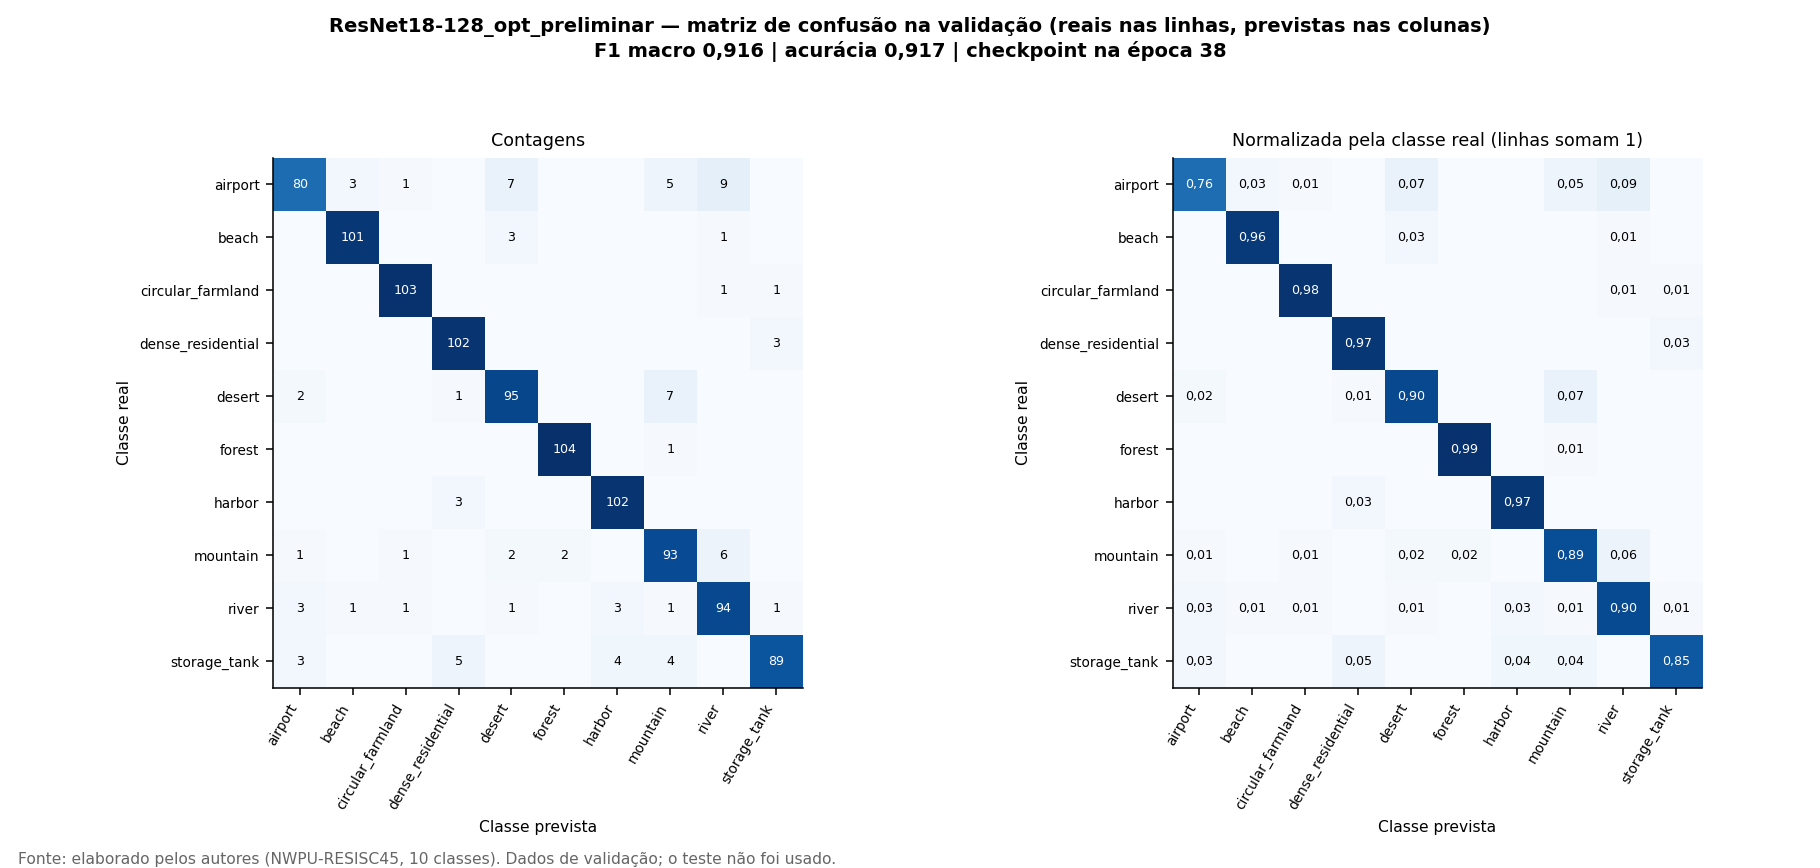 ResNet18-128_opt_preliminar — matriz de confusão na validação (reais nas linhas, previstas nas colunas)
F1 macro 0,916 | acurácia 0,917 | checkpoint na época 38
Contagens
Classe real
airport 80 3 1 7 5 9
beach 101 3 1
circular_farmland 103 1 1
dense_residential 102 3
desert 2 1 95 7
forest 104 1
harbor 3 102
mountain 1 1 2 2 93 6
river 3 1 1 1 3 1 94 1
storage_tank 3 5 4 4 89
airport beach circular_farmland dense_residential desert forest harbor mountain river storage_tank
Classe prevista
Normalizada pela classe real (linhas somam 1)
Classe real
airport 0,76 0,03 0,01 0,07 0,05 0,09
beach 0,96 0,03 0,01
circular_farmland 0,98 0,01 0,01
dense_residential 0,97 0,03
desert 0,02 0,01 0,90 0,07
forest 0,99 0,01
harbor 0,03 0,97
mountain 0,01 0,01 0,02 0,02 0,89 0,06
river 0,03 0,01 0,01 0,01 0,03 0,01 0,90 0,01
storage_tank 0,03 0,05 0,04 0,04 0,85
airport beach circular_farmland dense_residential desert forest harbor mountain river storage_tank
Classe prevista
Fonte: elaborado pelos autores (NWPU-RESISC45, 10 classes). Dados de validação; o teste não foi usado.